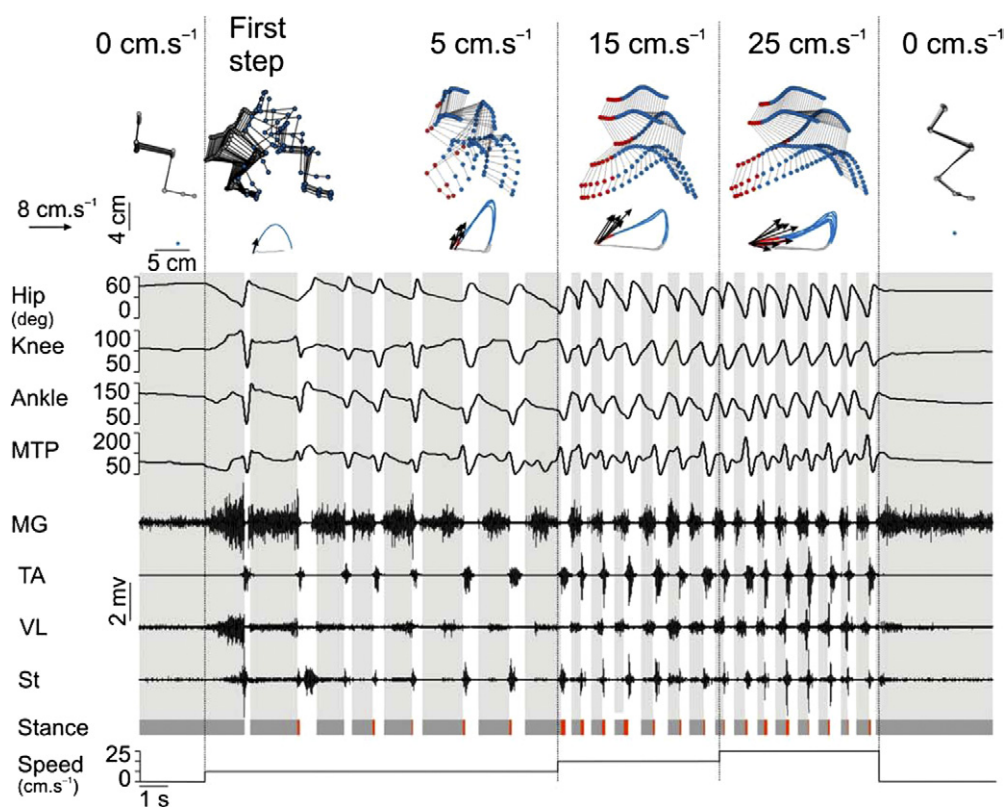 0 cm.s⁻¹
First
step
5 cm.s⁻¹
15 cm.s⁻¹
25 cm.s⁻¹
0 cm.s⁻¹
8 cm.s⁻¹
4 cm
5 cm
Hip
(deg)
60
0
Knee
100
50
Ankle
150
50
MTP
200
50
MG
TA
2 mv
VL
St
Stance
Speed
(cm.s⁻¹)
25
0
1 s